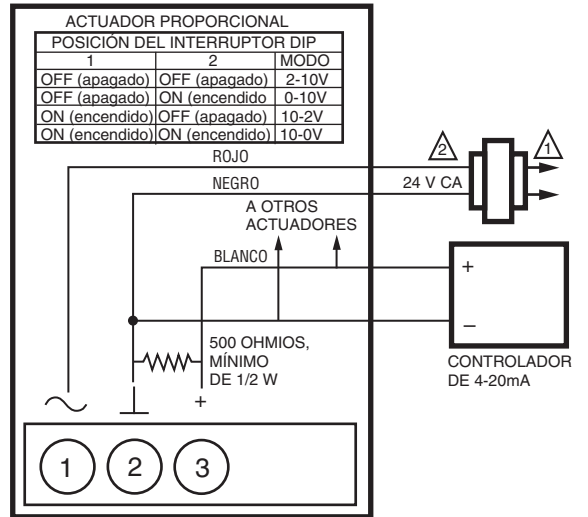 ACTUADOR PROPORCIONAL
POSICIÓN DEL INTERRUPTOR DIP
1 2 MODO
OFF (apagado) OFF (apagado) 2-10V
OFF (apagado) ON (encendido 0-10V
ON (encendido) OFF (apagado) 10-2V
ON (encendido) ON (encendido) 10-0V
ROJO
2 1
NEGRO
24 V CA
A OTROS
ACTUADORES
BLANCO
+
–
500 OHMIOS,
MÍNIMO
DE 1/2 W
+
CONTROLADOR
DE 4-20mA
1 2 3